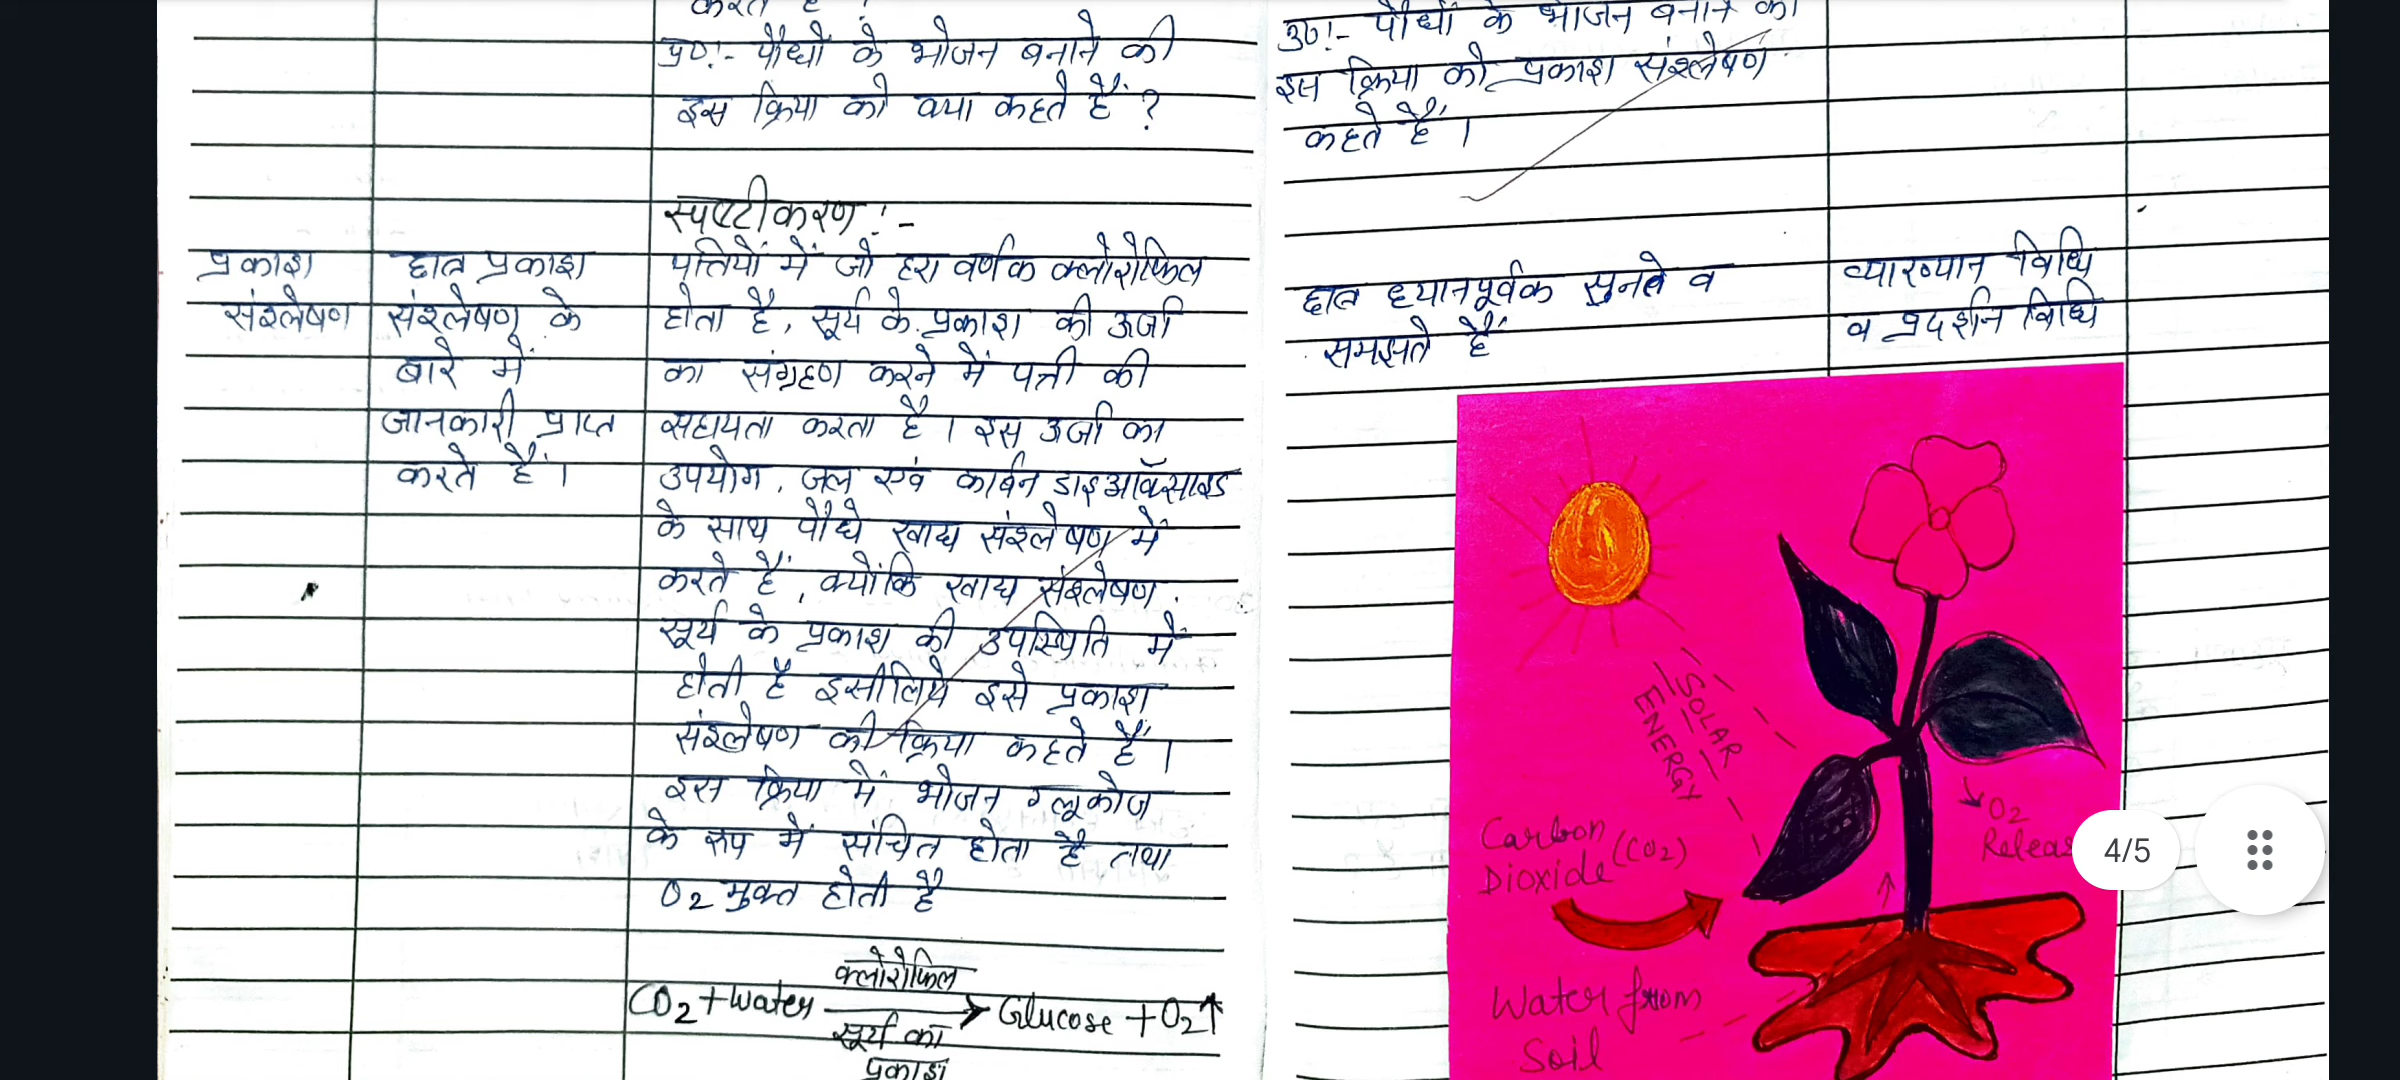 प्र०!- पौधों के भोजन बनाने की
इस क्रिया को क्या कहते हैं ?
स्पष्टीकरण :-
प्रकाश
संश्लेषण
छात्र प्रकाश
संश्लेषण के
बारे में
जानकारी प्राप्त
करते हैं।
पत्तियों में जो हरा वर्णक क्लोरोफिल
होता है, सूर्य के प्रकाश की ऊर्जा
का संग्रहण करने में पत्ती की
सहायता करता है। इस ऊर्जा का
उपयोग, जल एवं कार्बन डाइऑक्साइड
के साथ पौधे खाद्य संश्लेषण में
करते हैं, क्योंकि खाद्य संश्लेषण
सूर्य के प्रकाश की उपस्थिति में
होती है इसीलिये इसे प्रकाश
संश्लेषण की क्रिया कहते हैं।
इस क्रिया में भोजन ग्लूकोज
के रूप में संचित होता है तथा
O2 मुक्त होती है
क्लोरोफिल
CO2 + water → Glucose + O2↑
सूर्य का
प्रकाश
उ०!- पौधों के भोजन बनाने की
इस क्रिया को प्रकाश संश्लेषण
कहते हैं।
छात्र ध्यानपूर्वक सुनते व
समझते हैं
व्याख्यान विधि
व प्रदर्शन विधि
SOLAR
ENERGY
Carbon
Dioxide (CO2)
O2
Releas
Water from
Soil
4/5